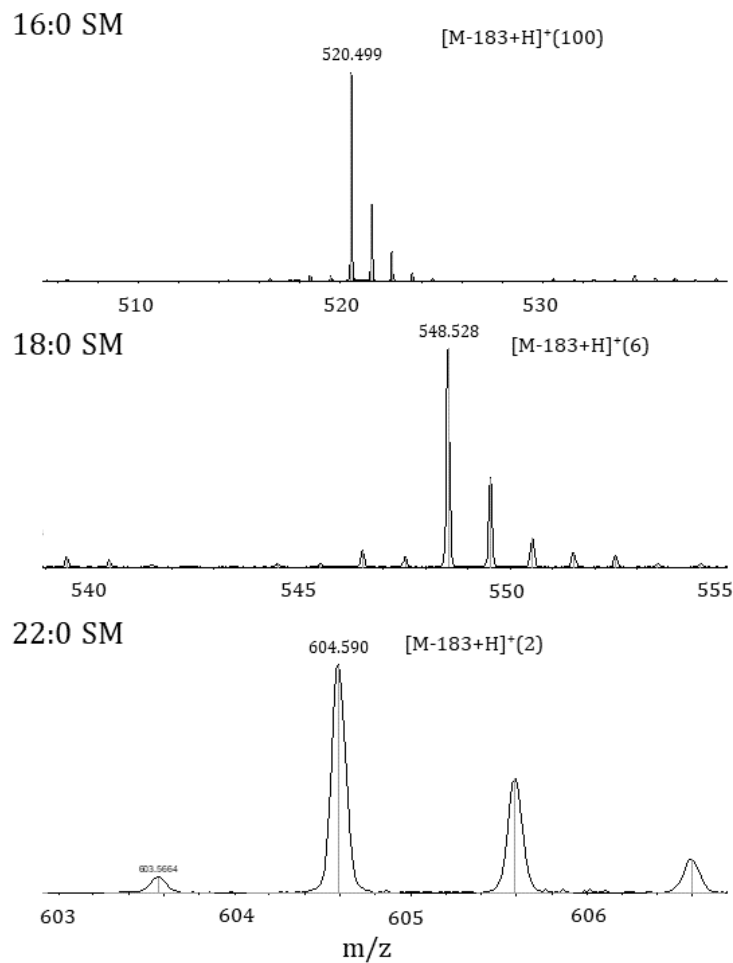 16:0 SM
[M-183+H]⁺(100)
520.499
510 520 530
18:0 SM
548.528
[M-183+H]⁺(6)
540 545 550 555
22:0 SM
604.590
[M-183+H]⁺(2)
603.5664
603 604 605 606
m/z